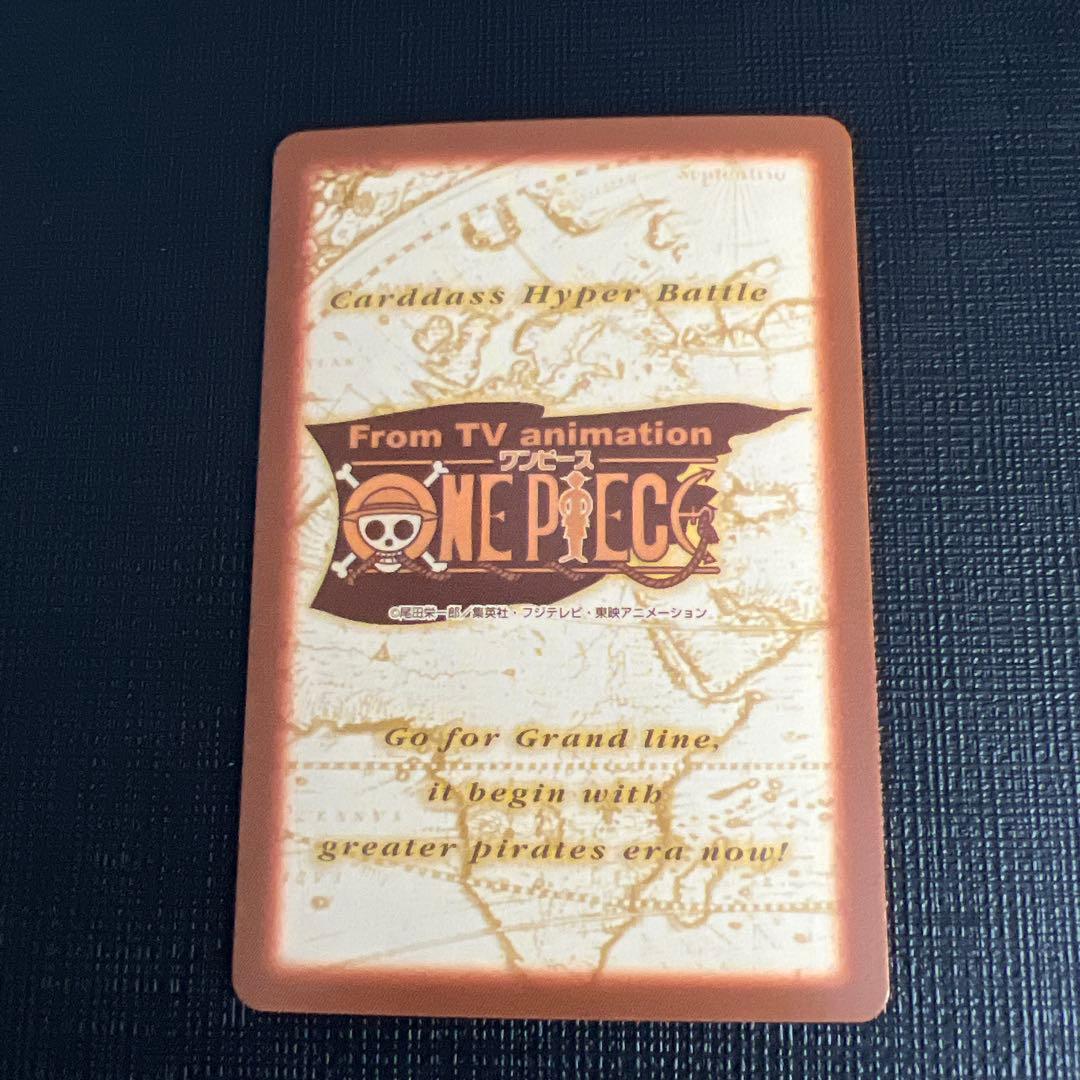 Carddass Hyper Battle
From TV animation
ワンピース
ONE PIECE
©尾田栄一郎／集英社・フジテレビ・東映アニメーション
Go for Grand line,
it begin with
greater pirates era now!